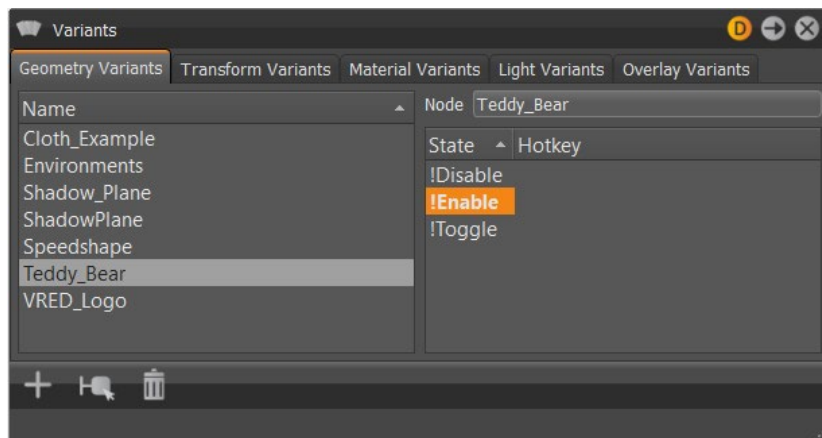 Variants
D
Geometry Variants Transform Variants Material Variants Light Variants Overlay Variants
Name
Cloth_Example
Environments
Shadow_Plane
ShadowPlane
Speedshape
Teddy_Bear
VRED_Logo
Node Teddy_Bear
State Hotkey
!Disable
!Enable
!Toggle